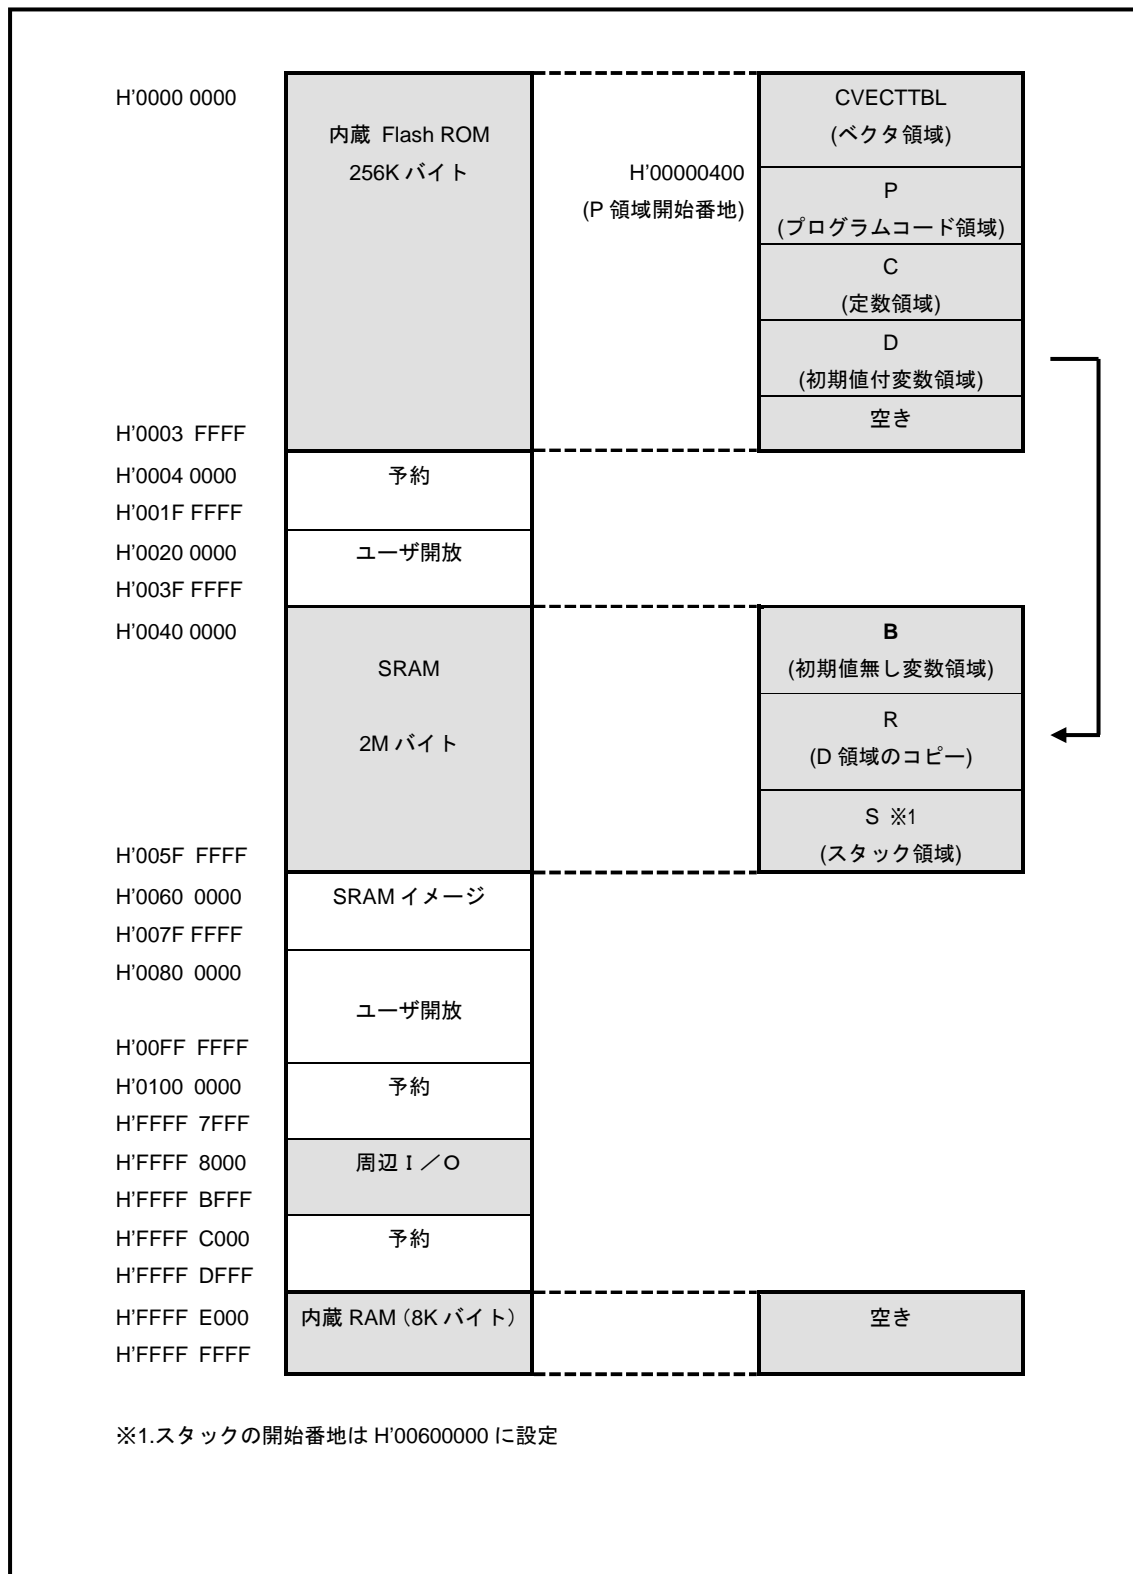 H'0000 0000
内蔵 Flash ROM
256K バイト
H'00000400
(P 領域開始番地)
CVECTTBL
(ベクタ領域)
P
(プログラムコード領域)
C
(定数領域)
D
(初期値付変数領域)
空き
H'0003 FFFF
H'0004 0000
予約
H'001F FFFF
H'0020 0000
ユーザ開放
H'003F FFFF
H'0040 0000
SRAM
2M バイト
B
(初期値無し変数領域)
R
(D 領域のコピー)
S ※1
(スタック領域)
H'005F FFFF
H'0060 0000
SRAM イメージ
H'007F FFFF
H'0080 0000
ユーザ開放
H'00FF FFFF
H'0100 0000
予約
H'FFFF 7FFF
H'FFFF 8000
周辺Ⅰ/O
H'FFFF BFFF
H'FFFF C000
予約
H'FFFF DFFF
H'FFFF E000
内蔵 RAM(8K バイト)
空き
H'FFFF FFFF
※1.スタックの開始番地は H'00600000 に設定